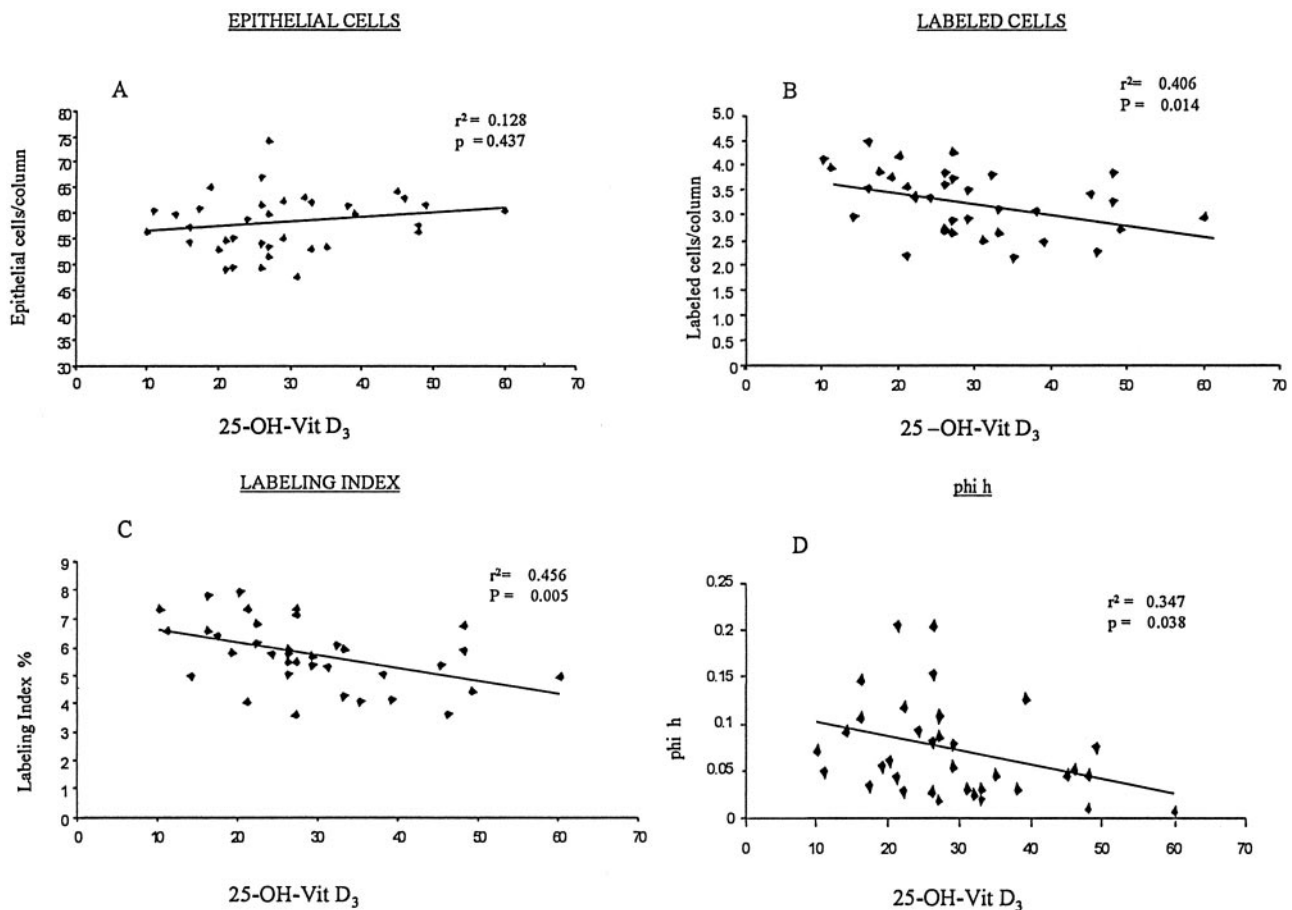 EPITHELIAL CELLS
A
r² = 0.128
p = 0.437
80
75
70
65
60
55
50
45
40
35
30
Epithelial cells/column
0 10 20 30 40 50 60 70
25-OH-Vit D₃
LABELED CELLS
B
r² = 0.406
P = 0.014
5.0
4.5
4.0
3.5
3.0
2.5
2.0
1.5
1.0
0.5
0
Labeled cells/column
0 10 20 30 40 50 60 70
25 –OH-Vit D₃
LABELING INDEX
C
r²= 0.456
P = 0.005
9
8
7
6
5
4
3
2
1
0
Labeling Index %
0 10 20 30 40 50 60 70
25-OH-Vit D₃
phi h
D
r² = 0.347
p = 0.038
0.25
0.2
0.15
0.1
0.05
0
phi h
0 10 20 30 40 50 60 70
25-OH-Vit D₃